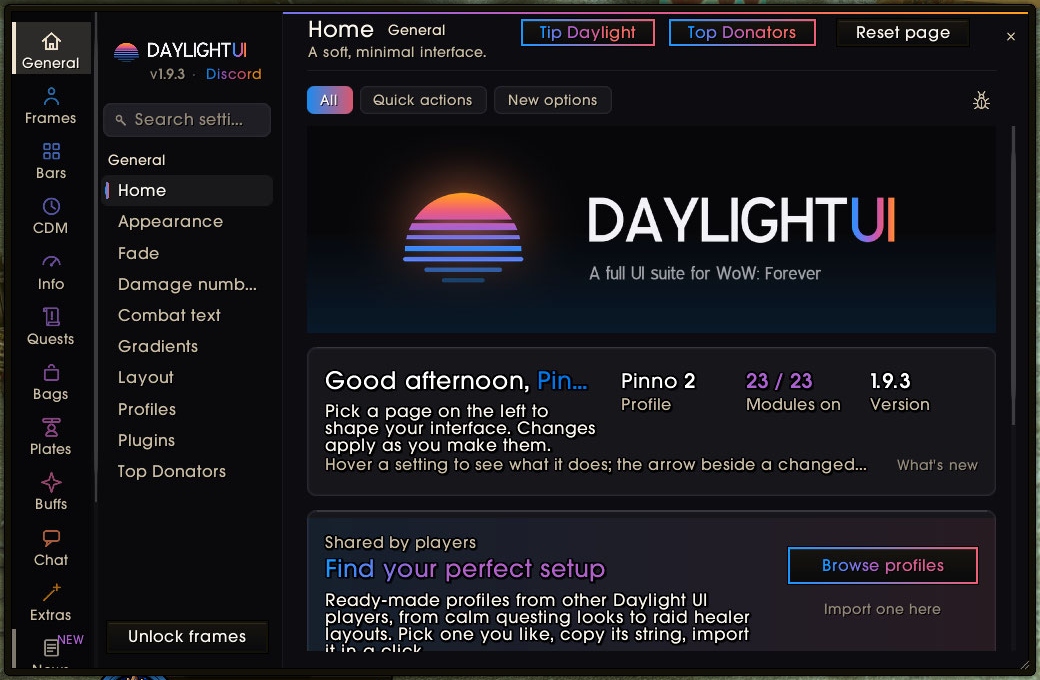 General
Frames
Bars
CDM
Info
Quests
Bags
Plates
Buffs
Chat
Extras
NEW
DAYLIGHTUI
v1.9.3 · Discord
Search setti...
General
Home
Appearance
Fade
Damage numb...
Combat text
Gradients
Layout
Profiles
Plugins
Top Donators
Unlock frames
Home General
A soft, minimal interface.
Tip Daylight
Top Donators
Reset page
All
Quick actions
New options
DAYLIGHTUI
A full UI suite for WoW: Forever
Good afternoon, Pin...
Pick a page on the left to
shape your interface. Changes
apply as you make them.
Hover a setting to see what it does; the arrow beside a changed...
Pinno 2
Profile
23 / 23
Modules on
1.9.3
Version
What's new
Shared by players
Find your perfect setup
Ready-made profiles from other Daylight UI
players, from calm questing looks to raid healer
layouts. Pick one you like, copy its string, import
it in a click
Browse profiles
Import one here